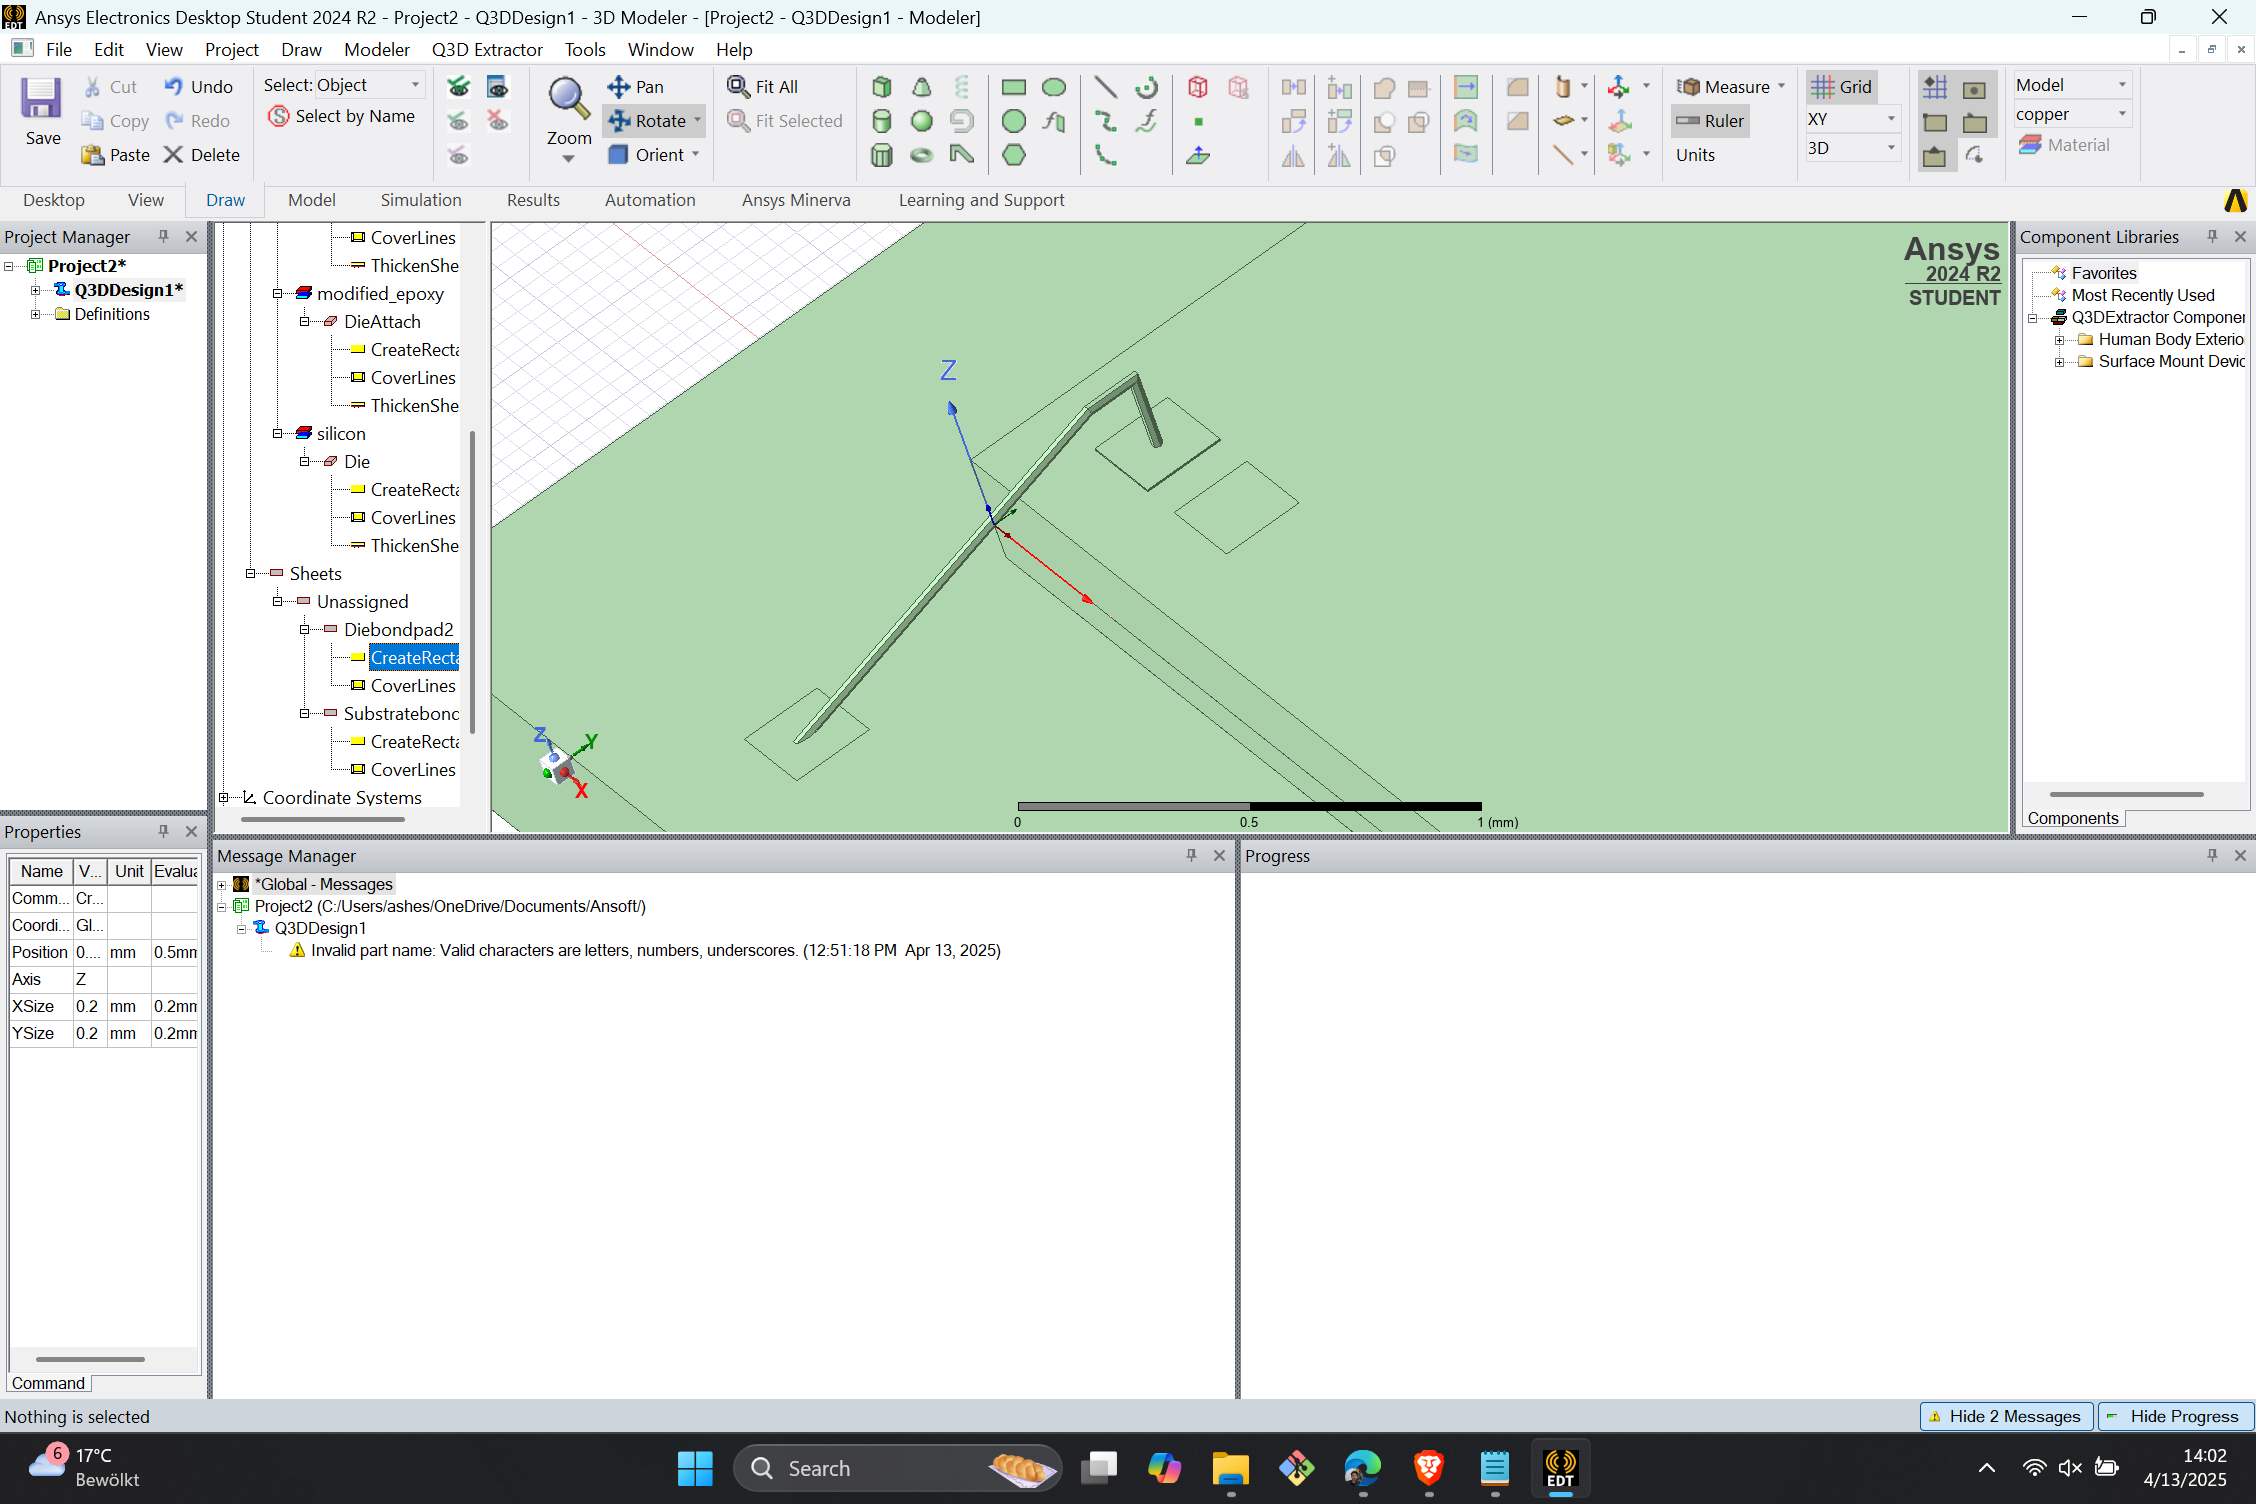 Ansys Electronics Desktop Student 2024 R2 - Project2 - Q3DDesign1 - 3D Modeler - [Project2 - Q3DDesign1 - Modeler]
File Edit View Project Draw Modeler Q3D Extractor Tools Window Help
Save
Cut
Copy
Paste
Undo
Redo
Delete
Select: Object
Select by Name
Zoom
Pan
Rotate
Orient
Fit All
Fit Selected
Measure
Ruler
Units
Grid
XY
3D
Model
copper
Material
Desktop View Draw Model Simulation Results Automation Ansys Minerva Learning and Support
Project Manager
Project2*
Q3DDesign1*
Definitions
CoverLines
ThickenShe
modified_epoxy
DieAttach
CreateRecta
CoverLines
ThickenShe
silicon
Die
CreateRecta
CoverLines
ThickenShe
Sheets
Unassigned
Diebondpad2
CreateRecta
CoverLines
Substratebond
CreateRecta
CoverLines
Coordinate Systems
Ansys
2024 R2
STUDENT
Z
Z
Y
X
0 0.5 1 (mm)
Component Libraries
Favorites
Most Recently Used
Q3DExtractor Componer
Human Body Exterio
Surface Mount Devic
Components
Properties
Name V... Unit Evalua
Comm... Cr...
Coordi... Gl...
Position 0.... mm 0.5mm
Axis Z
XSize 0.2 mm 0.2mm
YSize 0.2 mm 0.2mm
Command
Message Manager
*Global - Messages
Project2 (C:/Users/ashes/OneDrive/Documents/Ansoft/)
Q3DDesign1
Invalid part name: Valid characters are letters, numbers, underscores. (12:51:18 PM Apr 13, 2025)
Progress
Nothing is selected
Hide 2 Messages
Hide Progress
6
17°C
Bewölkt
Search
EDT
14:02
4/13/2025